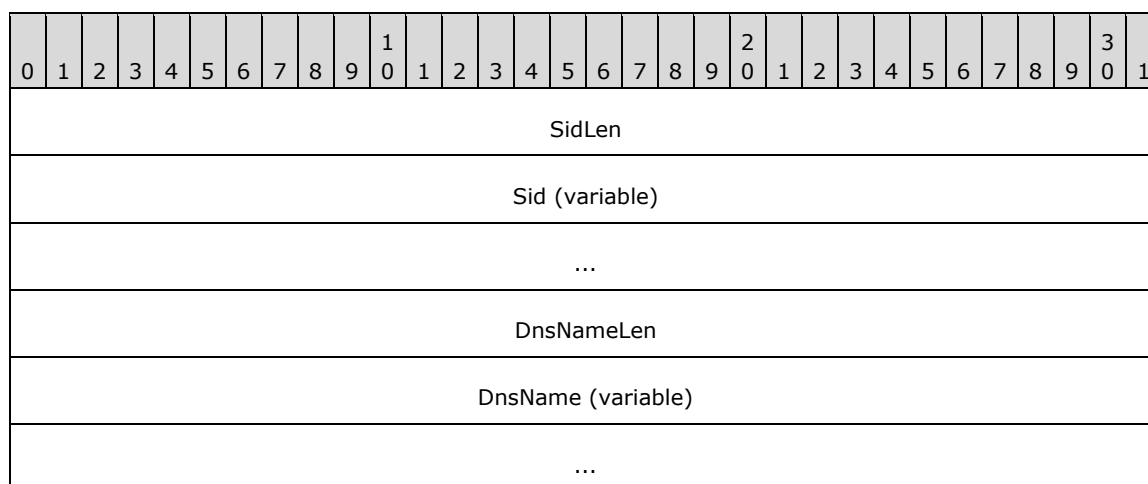 1 2 3
0 1 2 3 4 5 6 7 8 9 0 1 2 3 4 5 6 7 8 9 0 1 2 3 4 5 6 7 8 9 0 1
SidLen
Sid (variable)
...
DnsNameLen
DnsName (variable)
...